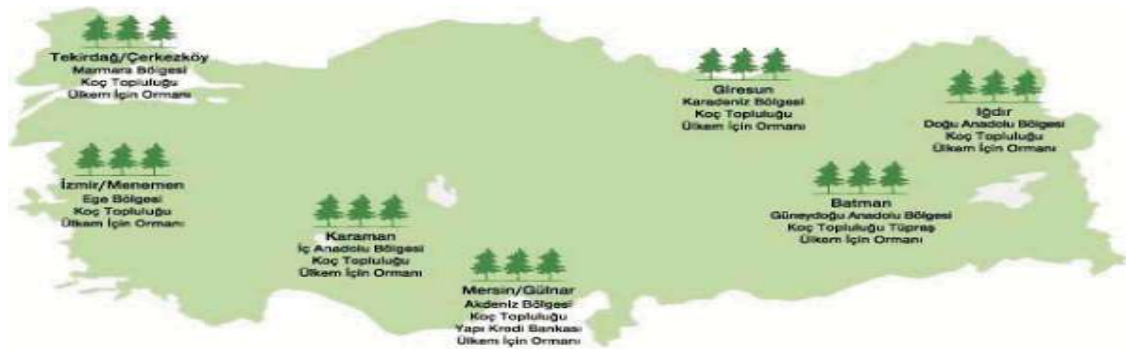 Tekirdağ/Çerkezköy
Marmara Bölgesi
Koç Topluluğu
Ülkem İçin Ormanı
Giresun
Karadeniz Bölgesi
Koç Topluluğu
Ülkem İçin Ormanı
Iğdır
Doğu Anadolu Bölgesi
Koç Topluluğu
Ülkem İçin Ormanı
İzmir/Menemen
Ege Bölgesi
Koç Topluluğu
Ülkem İçin Ormanı
Karaman
İç Anadolu Bölgesi
Koç Topluluğu
Ülkem İçin Ormanı
Batman
Güneydoğu Anadolu Bölgesi
Koç Topluluğu Tüpraş
Ülkem İçin Ormanı
Mersin/Gülnar
Akdeniz Bölgesi
Koç Topluluğu
Yapı Kredi Bankası
Ülkem İçin Ormanı